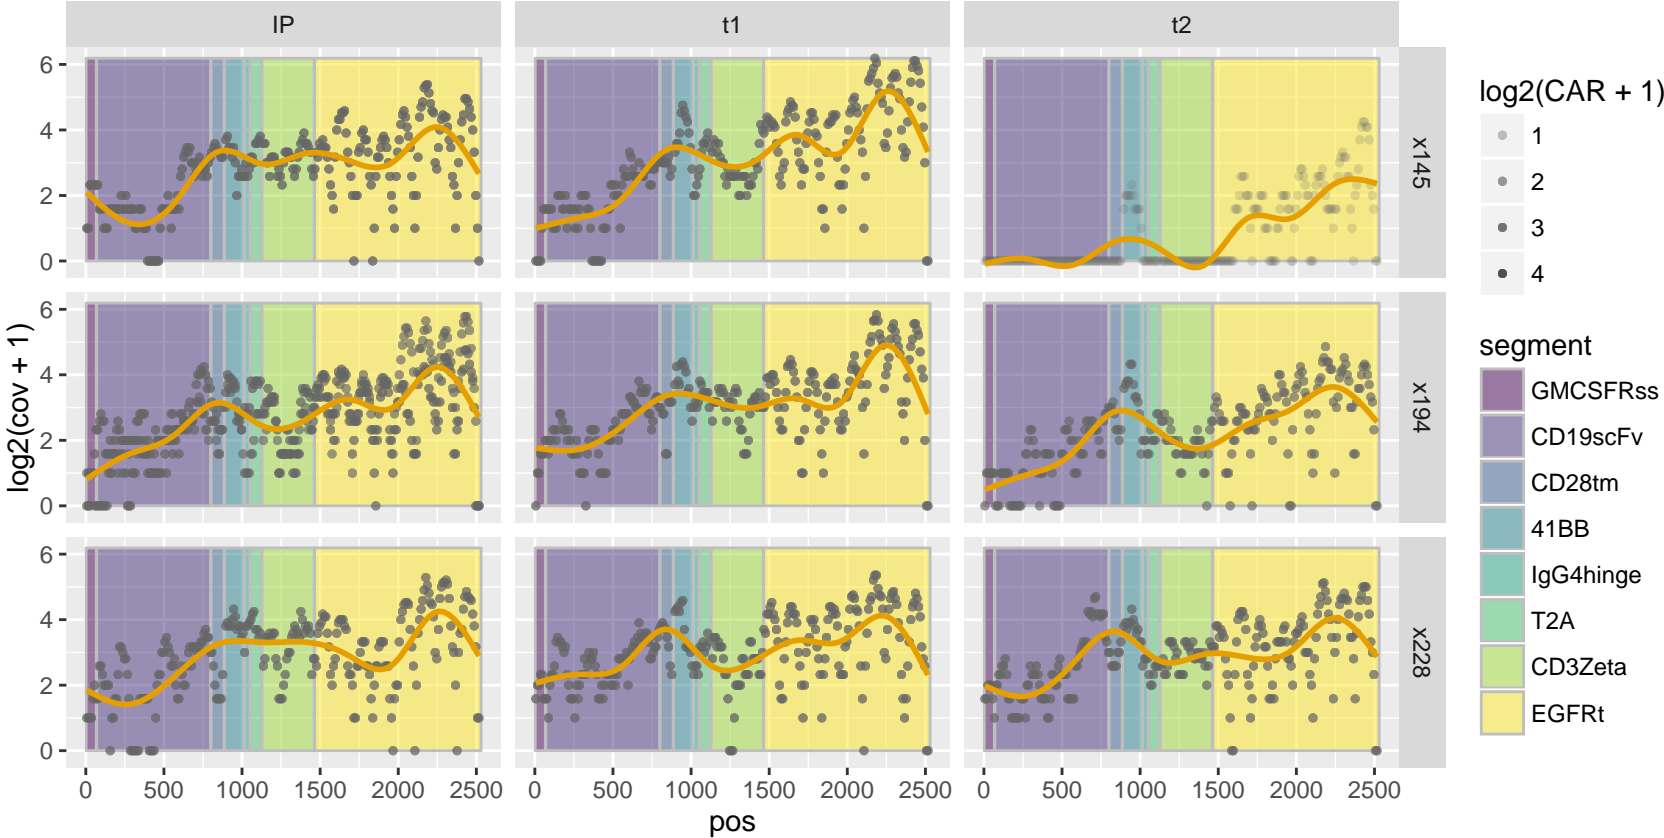 IP t1 t2
6
4
2
0
x145
6
4
2
0
x194
6
4
2
0
x228
log2(cov + 1)
0 500 1000 1500 2000 2500 0 500 1000 1500 2000 2500 0 500 1000 1500 2000 2500
pos
log2(CAR + 1)
1
2
3
4
segment
GMCSFRss
CD19scFv
CD28tm
41BB
IgG4hinge
T2A
CD3Zeta
EGFRt